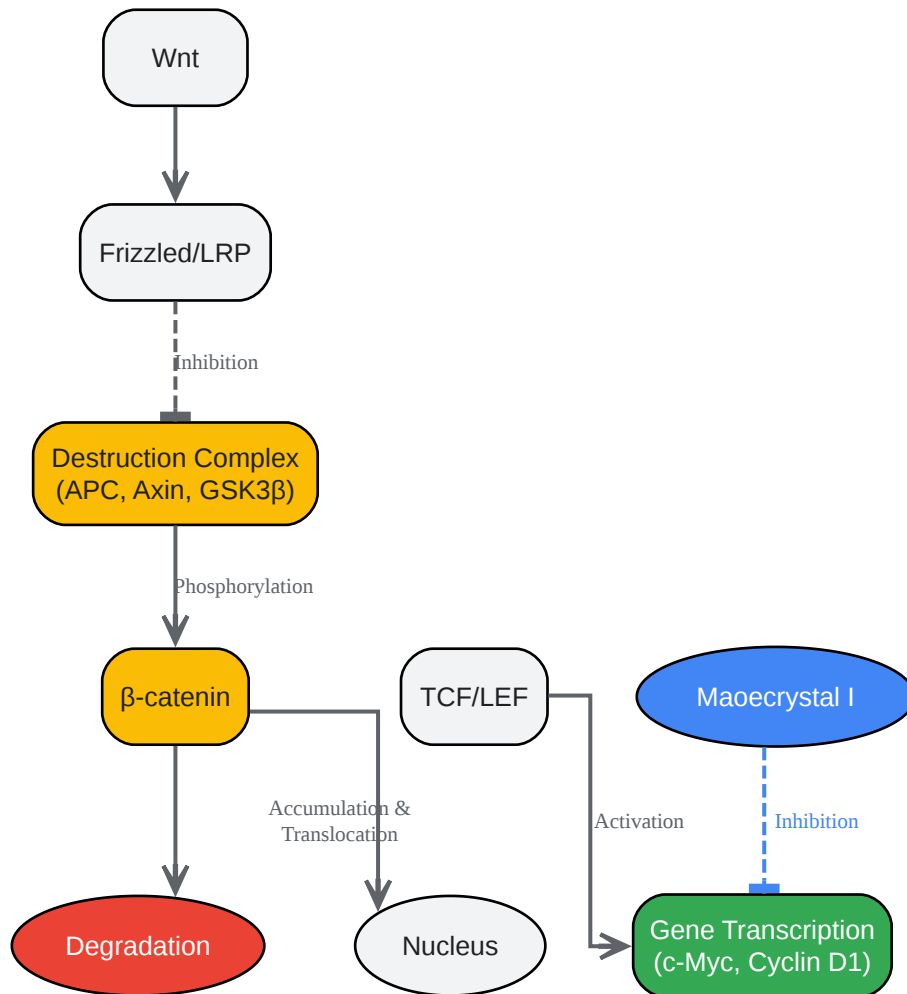 Wnt
Frizzled/LRP
Inhibition
Destruction Complex
(APC, Axin, GSK3β)
Phosphorylation
β-catenin
TCF/LEF
Maoecrystal I
Accumulation &
Translocation
Activation
Inhibition
Degradation
Nucleus
Gene Transcription
(c-Myc, Cyclin D1)